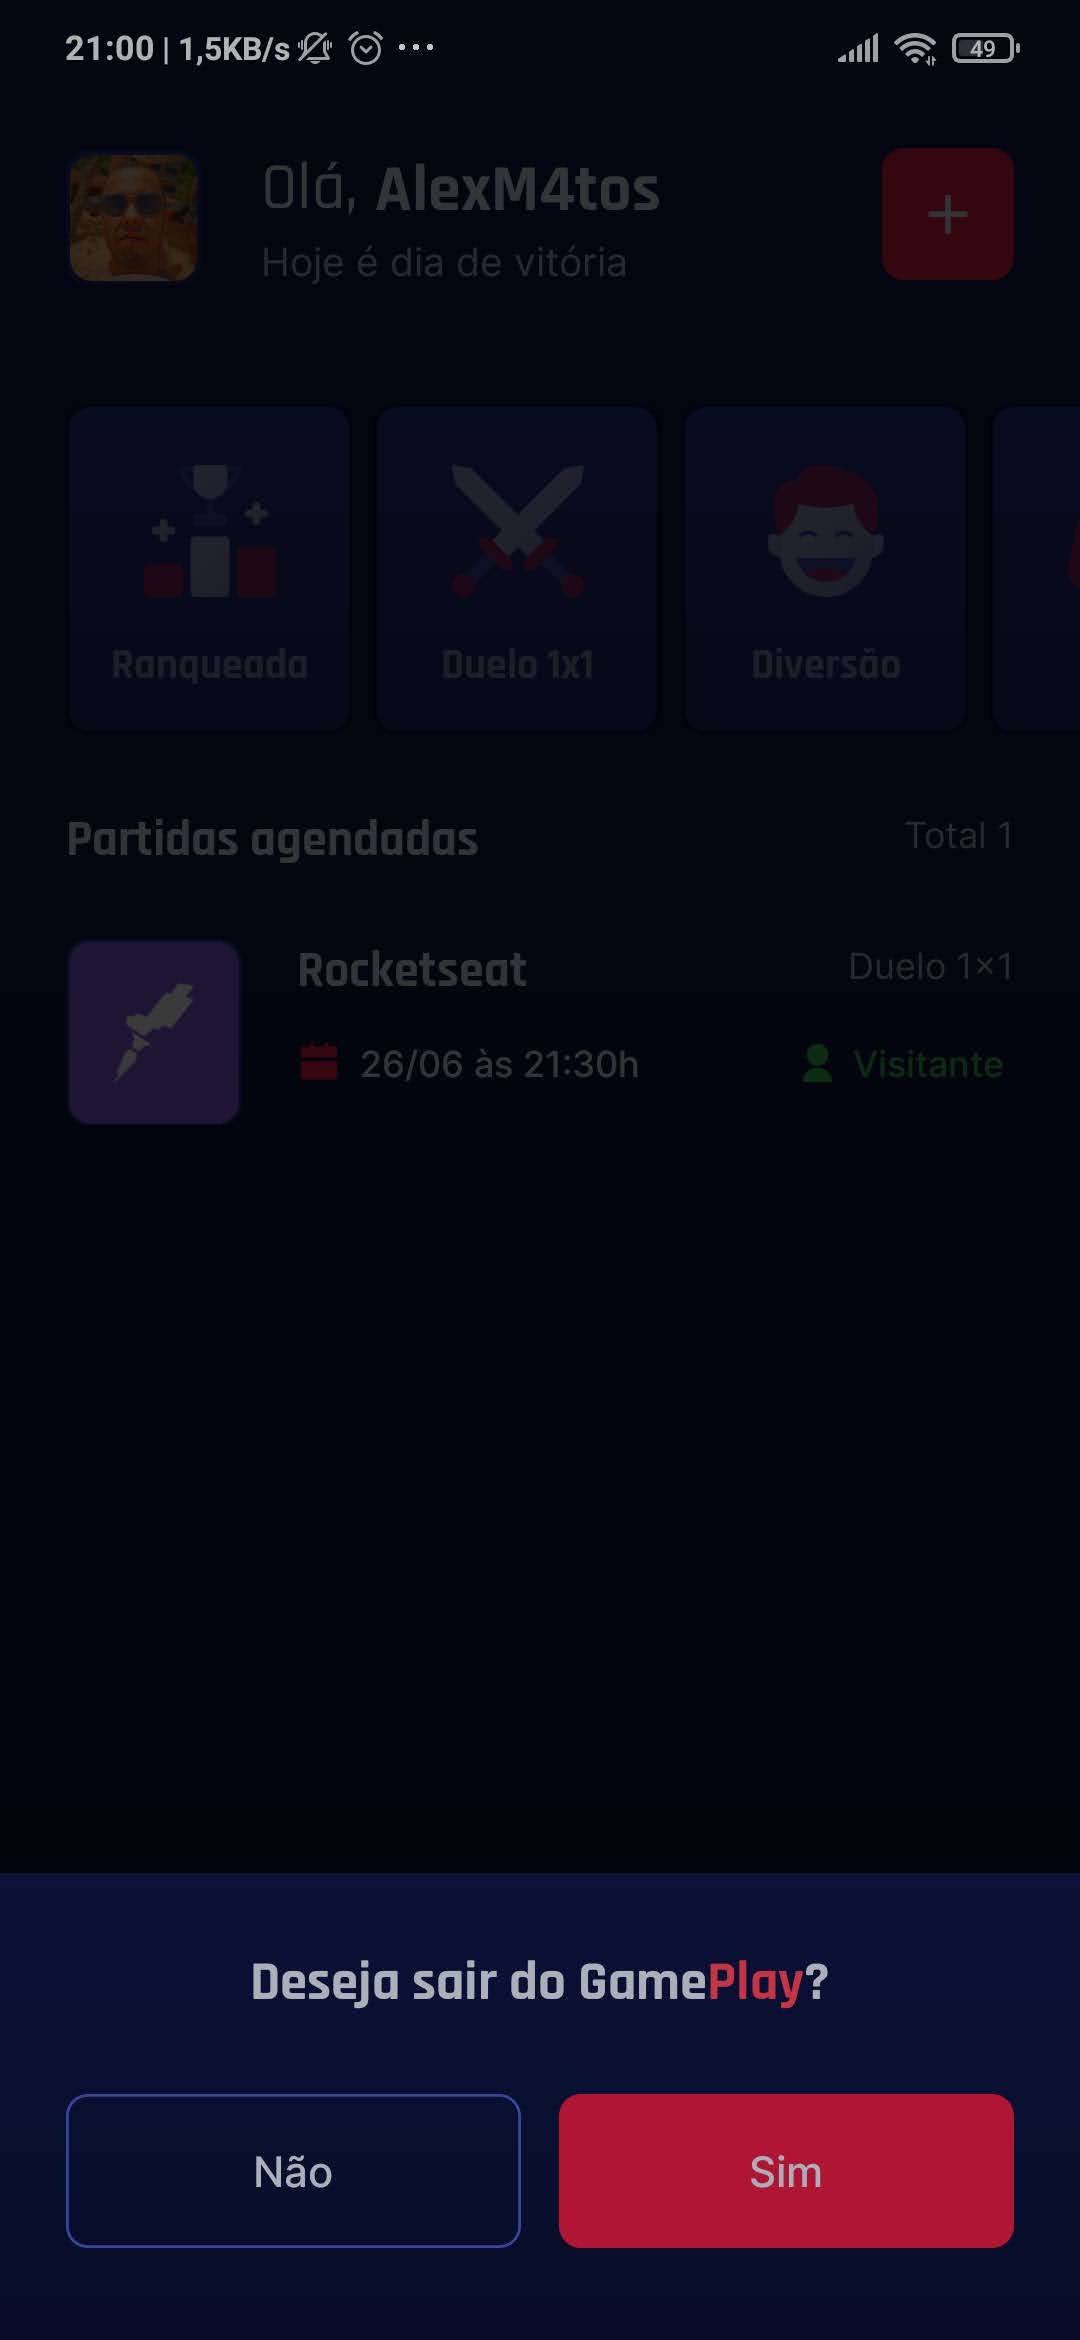 21:00 | 1,5KB/s ...
49
Olá, AlexM4tos
Hoje é dia de vitória
+
Ranqueada
Duelo 1x1
Diversão
Partidas agendadas
Total 1
Rocketseat
Duelo 1x1
26/06 às 21:30h
Visitante
Deseja sair do GamePlay?
Não
Sim